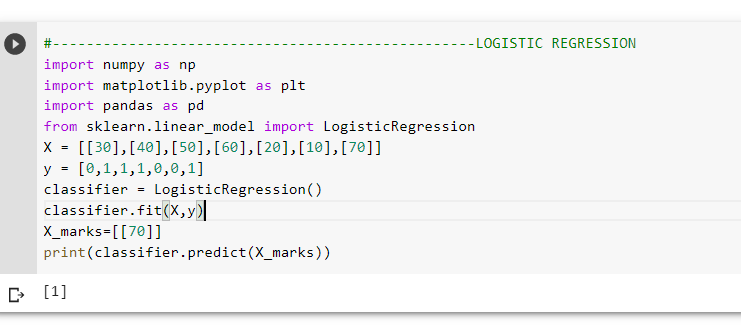 #--------------------------------------------------LOGISTIC REGRESSION
import numpy as np
import matplotlib.pyplot as plt
import pandas as pd
from sklearn.linear_model import LogisticRegression
X = [[30],[40],[50],[60],[20],[10],[70]]
y = [0,1,1,1,0,0,1]
classifier = LogisticRegression()
classifier.fit(X,y)
X_marks=[[70]]
print(classifier.predict(X_marks))
[1]